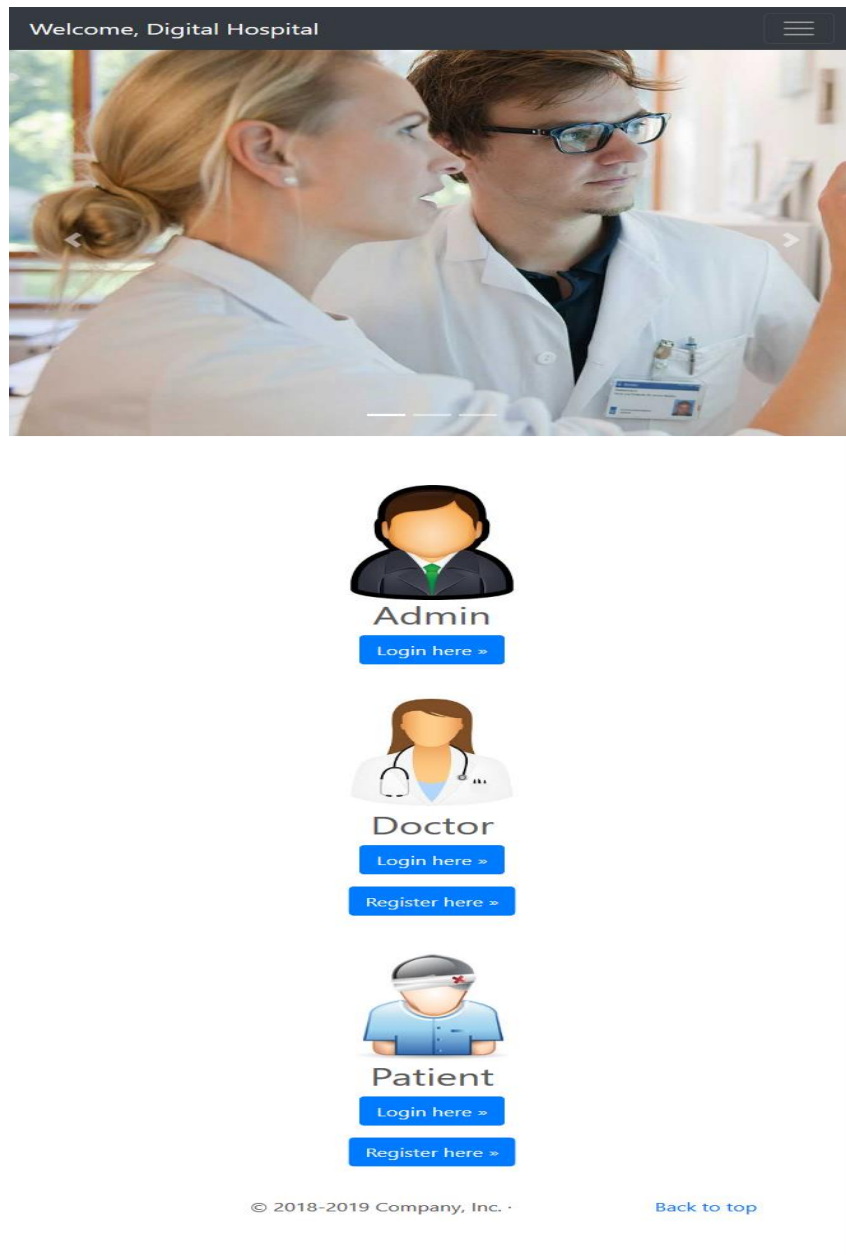 Welcome, Digital Hospital
Admin
Login here »
Doctor
Login here »
Register here »
Patient
Login here »
Register here »
© 2018-2019 Company, Inc. · Back to top